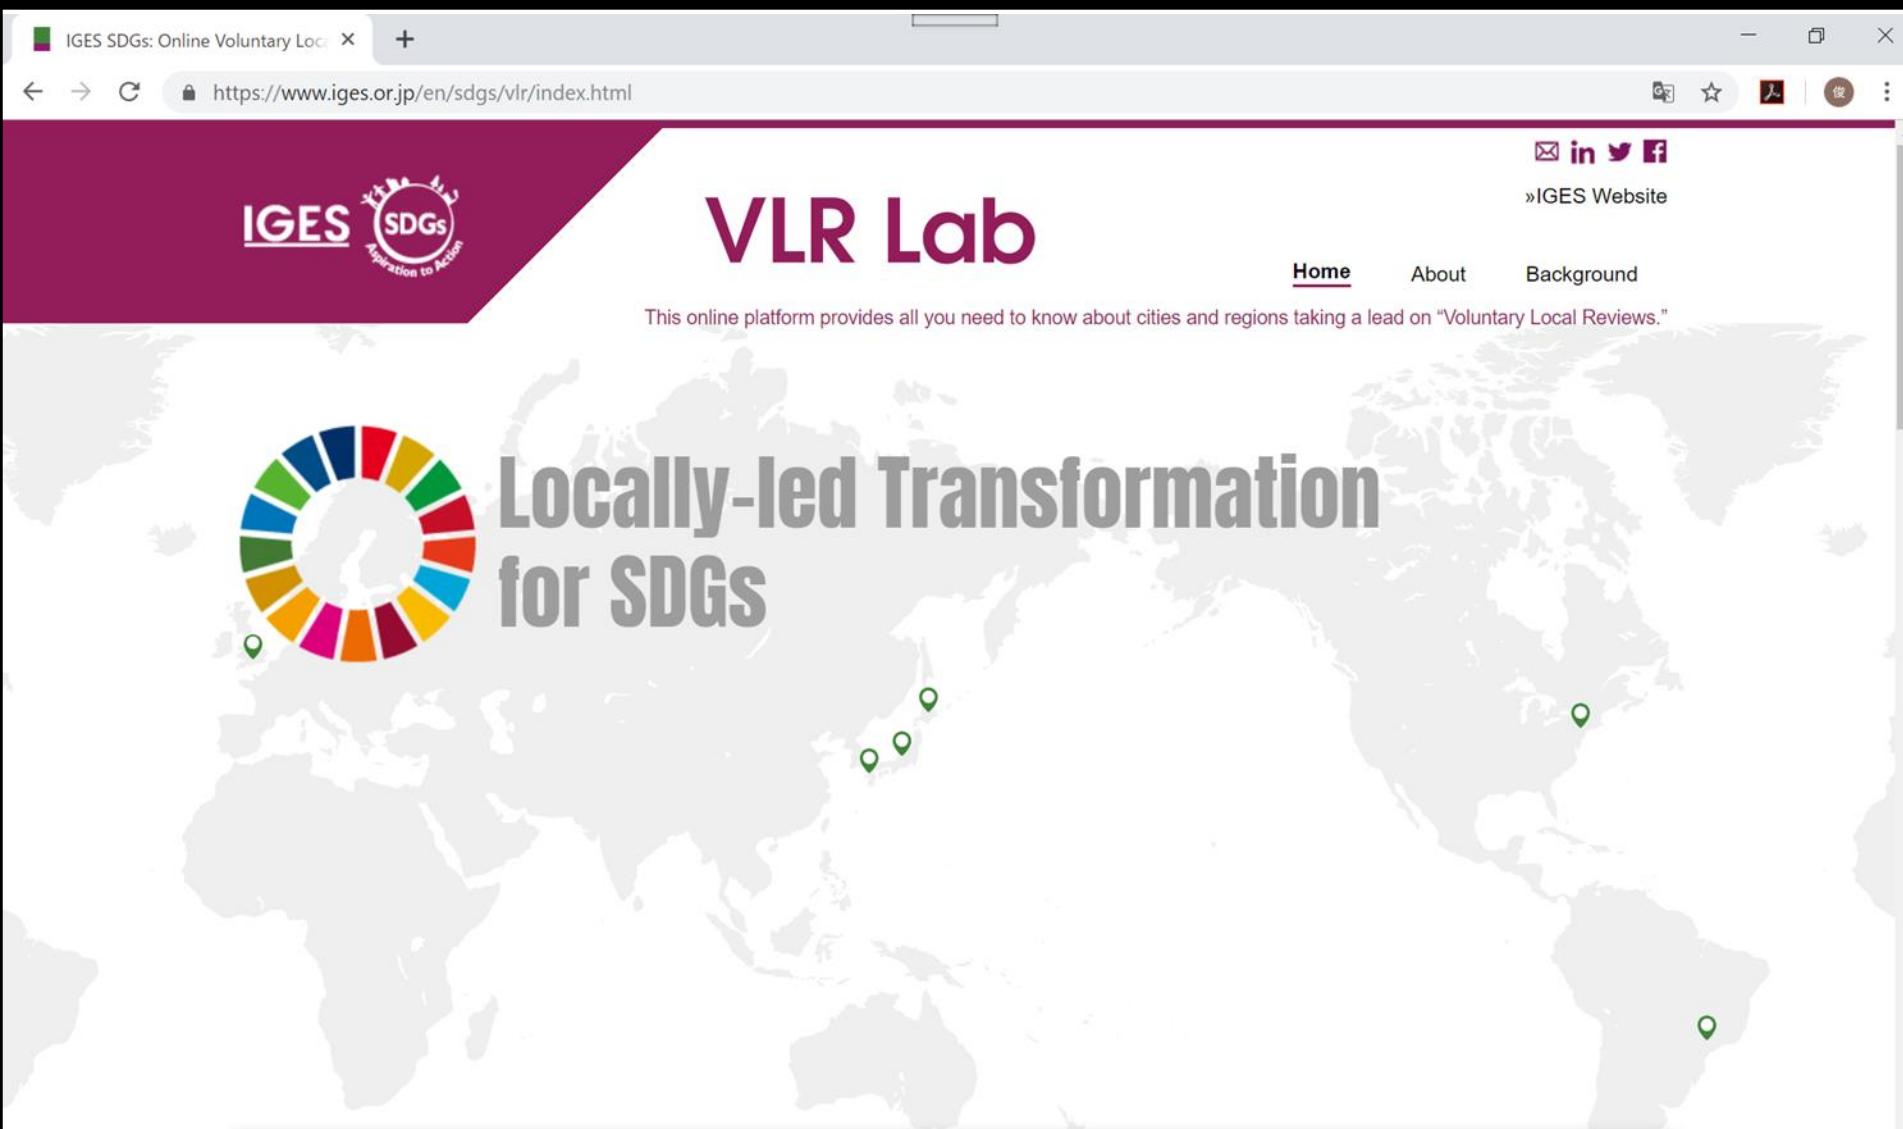 IGES SDGs: Online Voluntary Loc
https://www.iges.or.jp/en/sdgs/vlr/index.html
俊
IGES
SDGs
Aspiration to Action
VLR Lab
in
»IGES Website
Home
About
Background
This online platform provides all you need to know about cities and regions taking a lead on “Voluntary Local Reviews.”
Locally-led Transformation
for SDGs